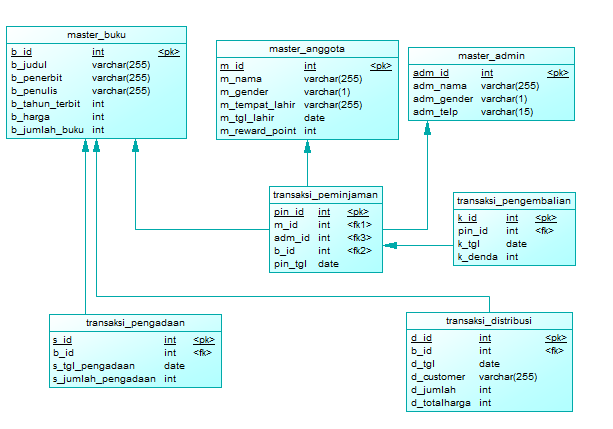 master_buku
b_id int <pk>
b_judul varchar(255)
b_penerbit varchar(255)
b_penulis varchar(255)
b_tahun_terbit int
b_harga int
b_jumlah_buku int
master_anggota
m_id int <pk>
m_nama varchar(255)
m_gender varchar(1)
m_tempat_lahir varchar(255)
m_tgl_lahir date
m_reward_point int
master_admin
adm_id int <pk>
adm_nama varchar(255)
adm_gender varchar(1)
adm_telp varchar(15)
transaksi_peminjaman
pin_id int <pk>
m_id int <fk1>
adm_id int <fk3>
b_id int <fk2>
pin_tgl date
transaksi_pengembalian
k_id int <pk>
pin_id int <fk>
k_tgl date
k_denda int
transaksi_pengadaan
s_id int <pk>
b_id int <fk>
s_tgl_pengadaan date
s_jumlah_pengadaan int
transaksi_distribusi
d_id int <pk>
b_id int <fk>
d_tgl date
d_customer varchar(255)
d_jumlah int
d_totalharga int